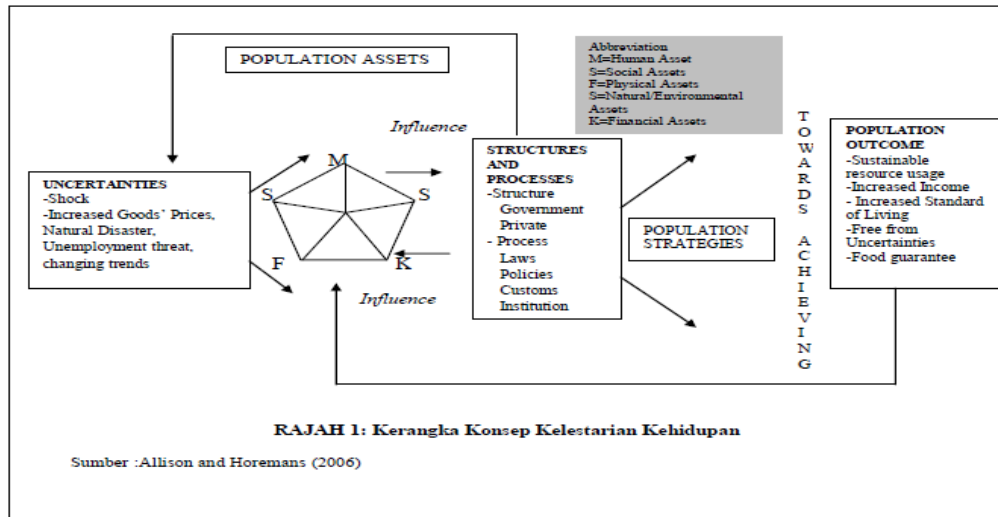 POPULATION ASSETS
Abbreviation
M=Human Asset
S=Social Assets
F=Physical Assets
S=Natural/Environmental
Assets
K=Financial Assets
Influence
M
S
S
F
K
Influence
UNCERTAINTIES
-Shock
-Increased Goods' Prices,
Natural Disaster,
Unemployment threat,
changing trends
STRUCTURES
AND
PROCESSES
-Structure
Government
Private
- Process
Laws
Policies
Customs
Institution
POPULATION
STRATEGIES
TOWARDS ACHIEVING
POPULATION
OUTCOME
-Sustainable
resource usage
-Increased Income
- Increased Standard
of Living
-Free from
Uncertainties
-Food guarantee
RAJAH 1: Kerangka Konsep Kelestarian Kehidupan
Sumber :Allison and Horemans (2006)